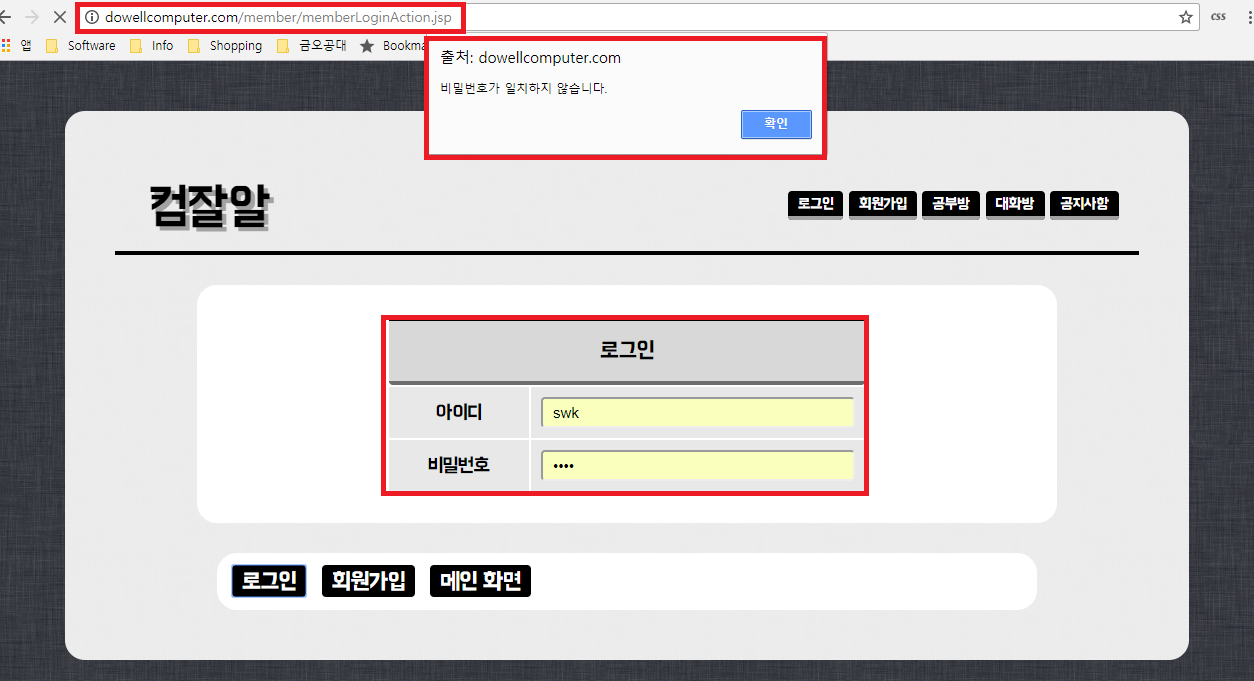 dowellcomputer.com/member/memberLoginAction.jsp
css
앱 Software Info Shopping 금오공대 Bookma
출처: dowellcomputer.com
비밀번호가 일치하지 않습니다.
확인
컴잘알
로그인 회원가입 공부방 대화방 공지사항
로그인
아이디 swk
비밀번호 ••••
로그인 회원가입 메인 화면